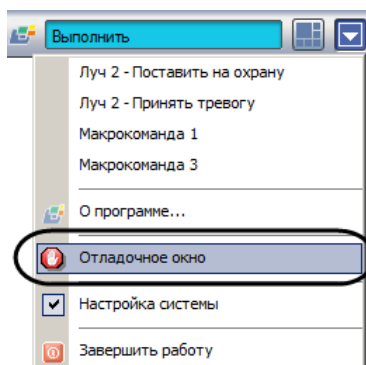 Выполнить
Луч 2 - Поставить на охрану
Луч 2 - Принять тревогу
Макрокоманда 1
Макрокоманда 3
О программе...
Отладочное окно
Настройка системы
Завершить работу